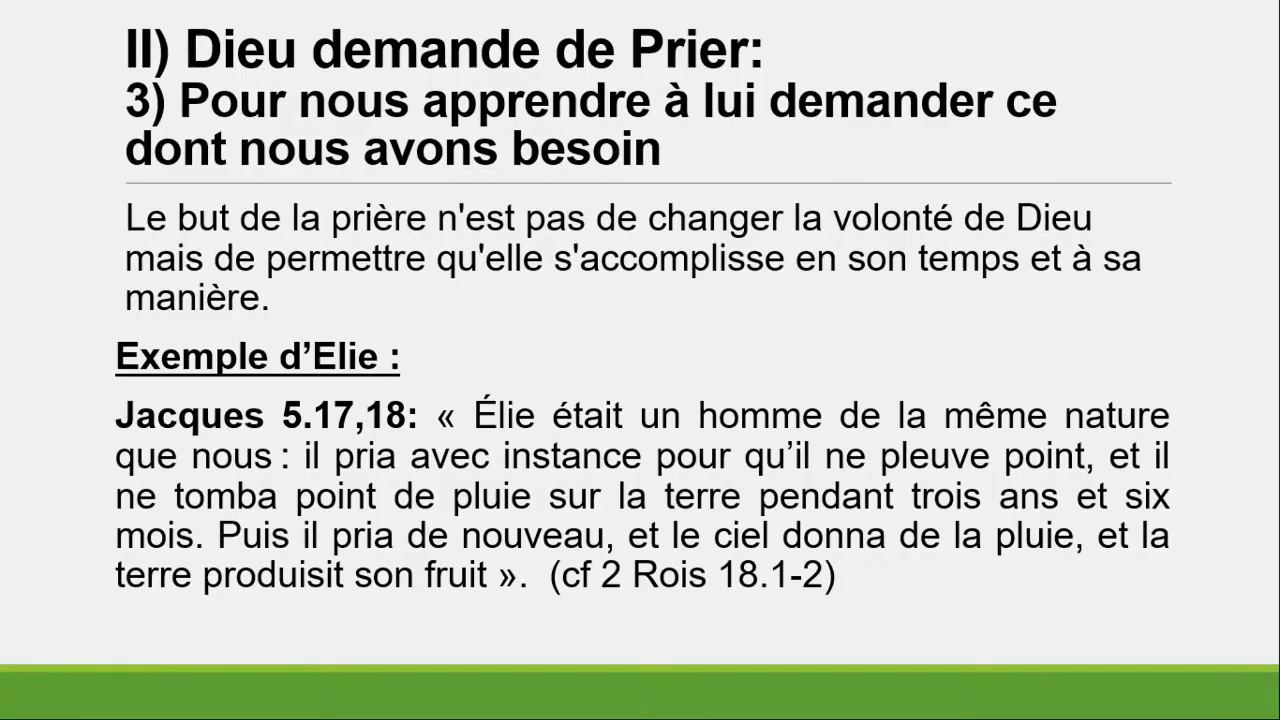 II) Dieu demande de Prier:
3) Pour nous apprendre à lui demander ce
dont nous avons besoin
Le but de la prière n'est pas de changer la volonté de Dieu
mais de permettre qu'elle s'accomplisse en son temps et à sa
manière.
Exemple d’Elie :
Jacques 5.17,18: « Élie était un homme de la même nature
que nous : il pria avec instance pour qu’il ne pleuve point, et il
ne tomba point de pluie sur la terre pendant trois ans et six
mois. Puis il pria de nouveau, et le ciel donna de la pluie, et la
terre produisit son fruit ». (cf 2 Rois 18.1-2)